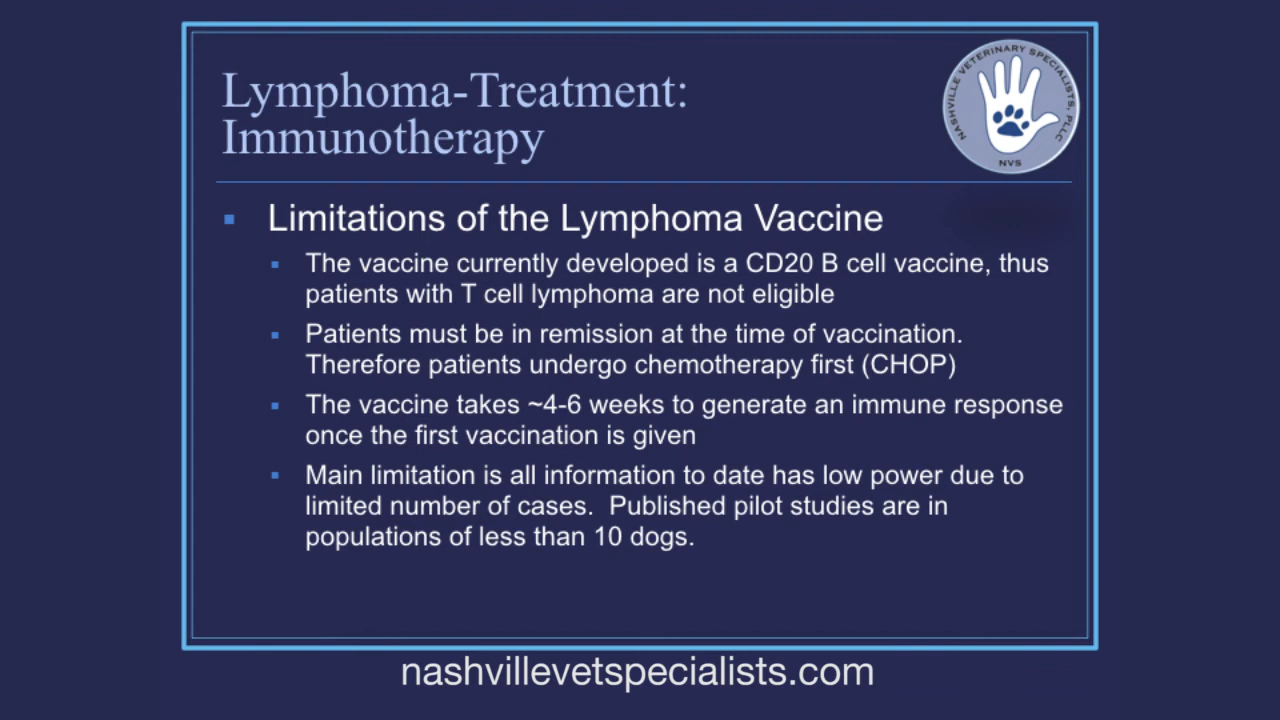 Lymphoma-Treatment:
Immunotherapy
NASHVILLE VETERINARY SPECIALISTS, PLLC
NVS
Limitations of the Lymphoma Vaccine
The vaccine currently developed is a CD20 B cell vaccine, thus
patients with T cell lymphoma are not eligible
Patients must be in remission at the time of vaccination.
Therefore patients undergo chemotherapy first (CHOP)
The vaccine takes ~4-6 weeks to generate an immune response
once the first vaccination is given
Main limitation is all information to date has low power due to
limited number of cases.  Published pilot studies are in
populations of less than 10 dogs.
nashvillevetspecialists.com